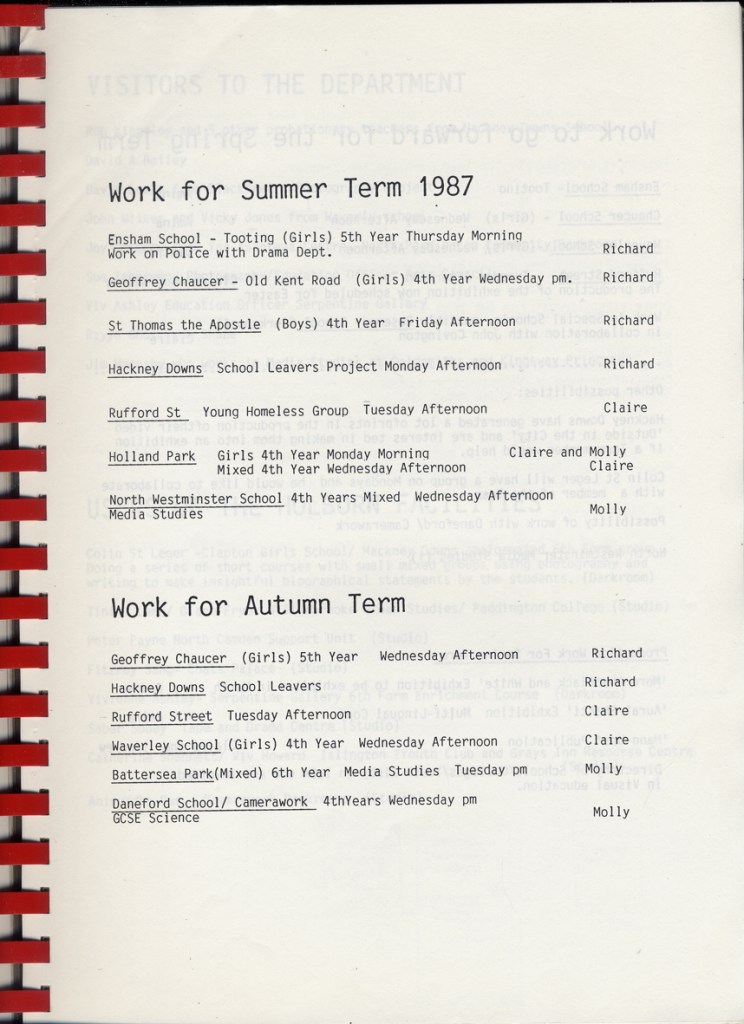 Work for Summer Term 1987
Ensham School - Tooting (Girls) 5th Year Thursday Morning
Work on Police with Drama Dept. Richard
Geoffrey Chaucer - Old Kent Road (Girls) 4th Year Wednesday pm. Richard
St Thomas the Apostle (Boys) 4th Year Friday Afternoon Richard
Hackney Downs School Leavers Project Monday Afternoon Richard
Rufford St Young Homeless Group Tuesday Afternoon Claire
Holland Park Girls 4th Year Monday Morning Claire and Molly
Mixed 4th Year Wednesday Afternoon Claire
North Westminster School 4th Years Mixed Wednesday Afternoon
Media Studies Molly
Work for Autumn Term
Geoffrey Chaucer (Girls) 5th Year Wednesday Afternoon Richard
Hackney Downs School Leavers Richard
Rufford Street Tuesday Afternoon Claire
Waverley School (Girls) 4th Year Wednesday Afternoon Claire
Battersea Park(Mixed) 6th Year Media Studies Tuesday pm Molly
Daneford School/ Camerawork 4thYears Wednesday pm
GCSE Science Molly